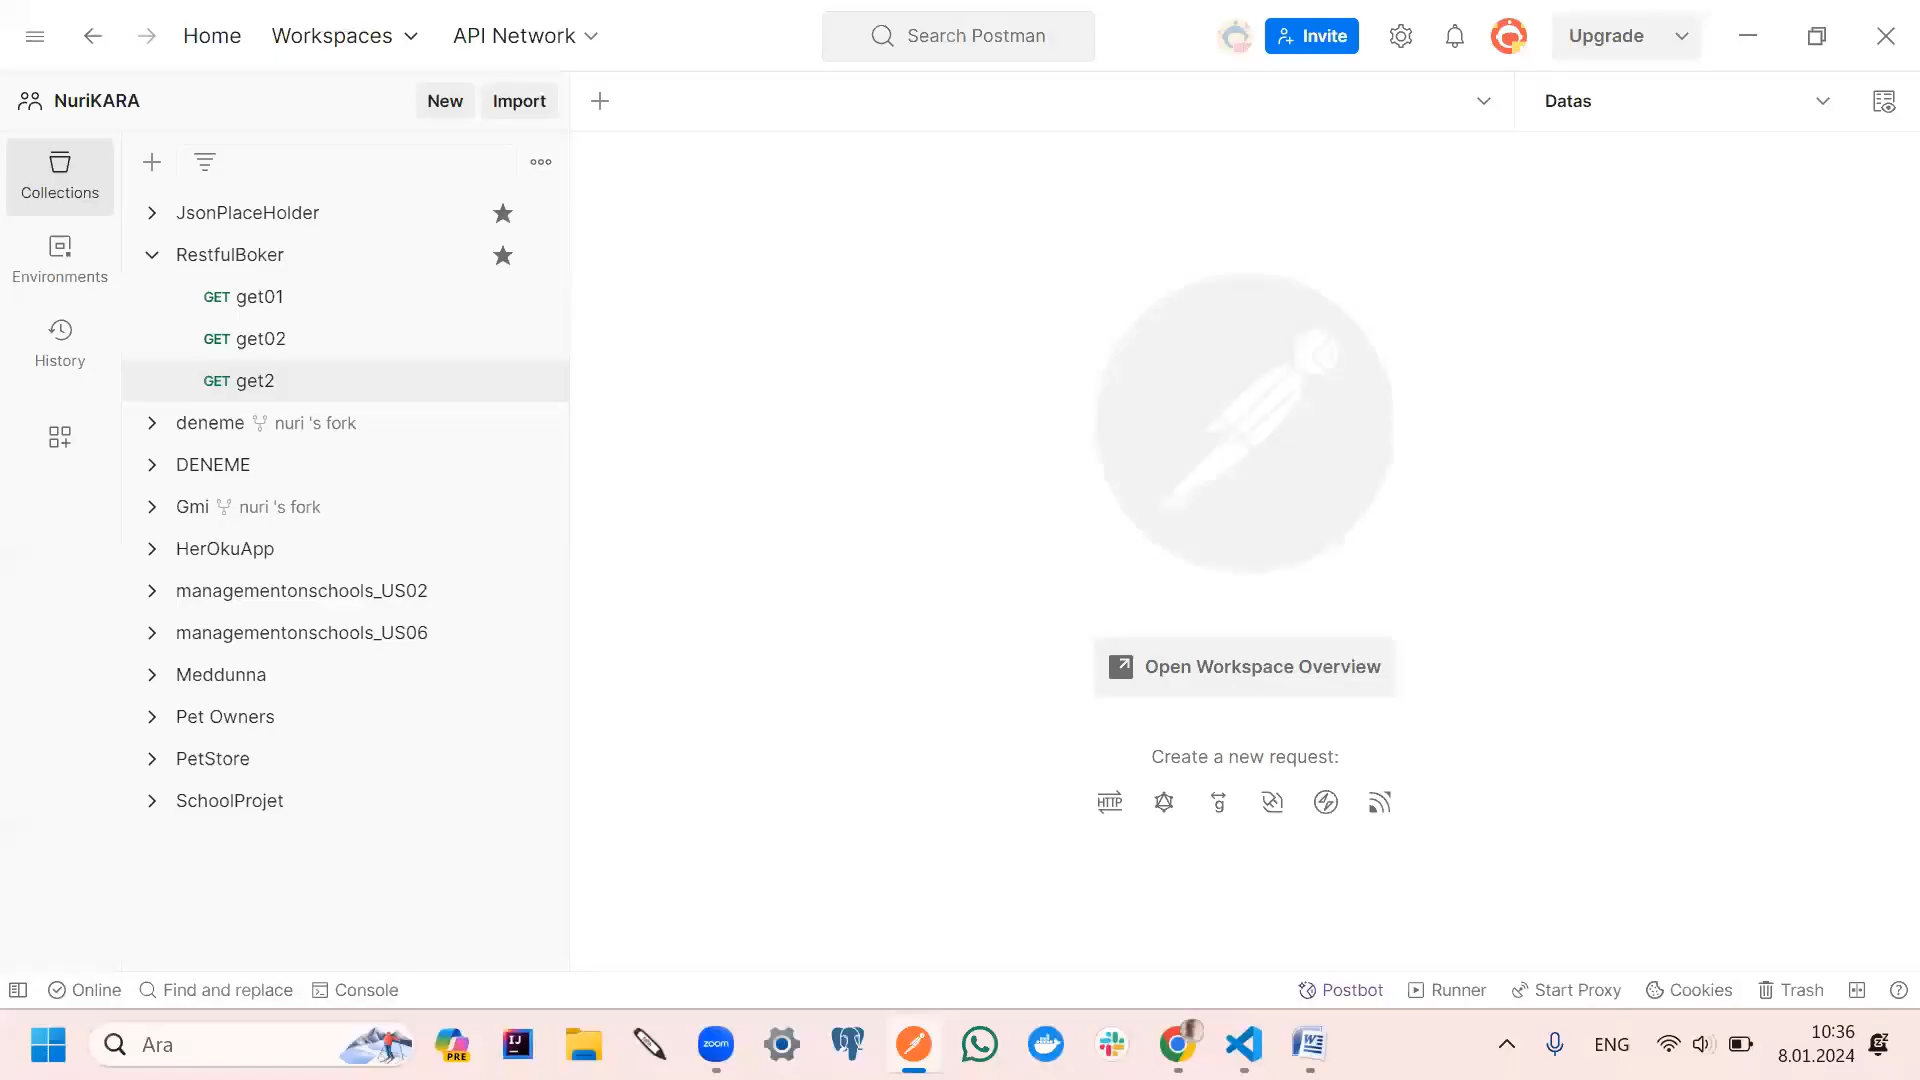 Home
Workspaces
API Network
Search Postman
Invite
Upgrade
NuriKARA
New
Import
Datas
Collections
JsonPlaceHolder
RestfulBoker
Environments
GET get01
GET get02
History
GET get2
deneme nuri 's fork
DENEME
Gmi nuri 's fork
HerOkuApp
managementonschools_US02
managementonschools_US06
Meddunna
Pet Owners
PetStore
SchoolProjet
Open Workspace Overview
Create a new request:
HTTP
g
Online
Find and replace
Console
Postbot
Runner
Start Proxy
Cookies
Trash
Ara
PRE
IJ
zoom
W
ENG
10:36
8.01.2024